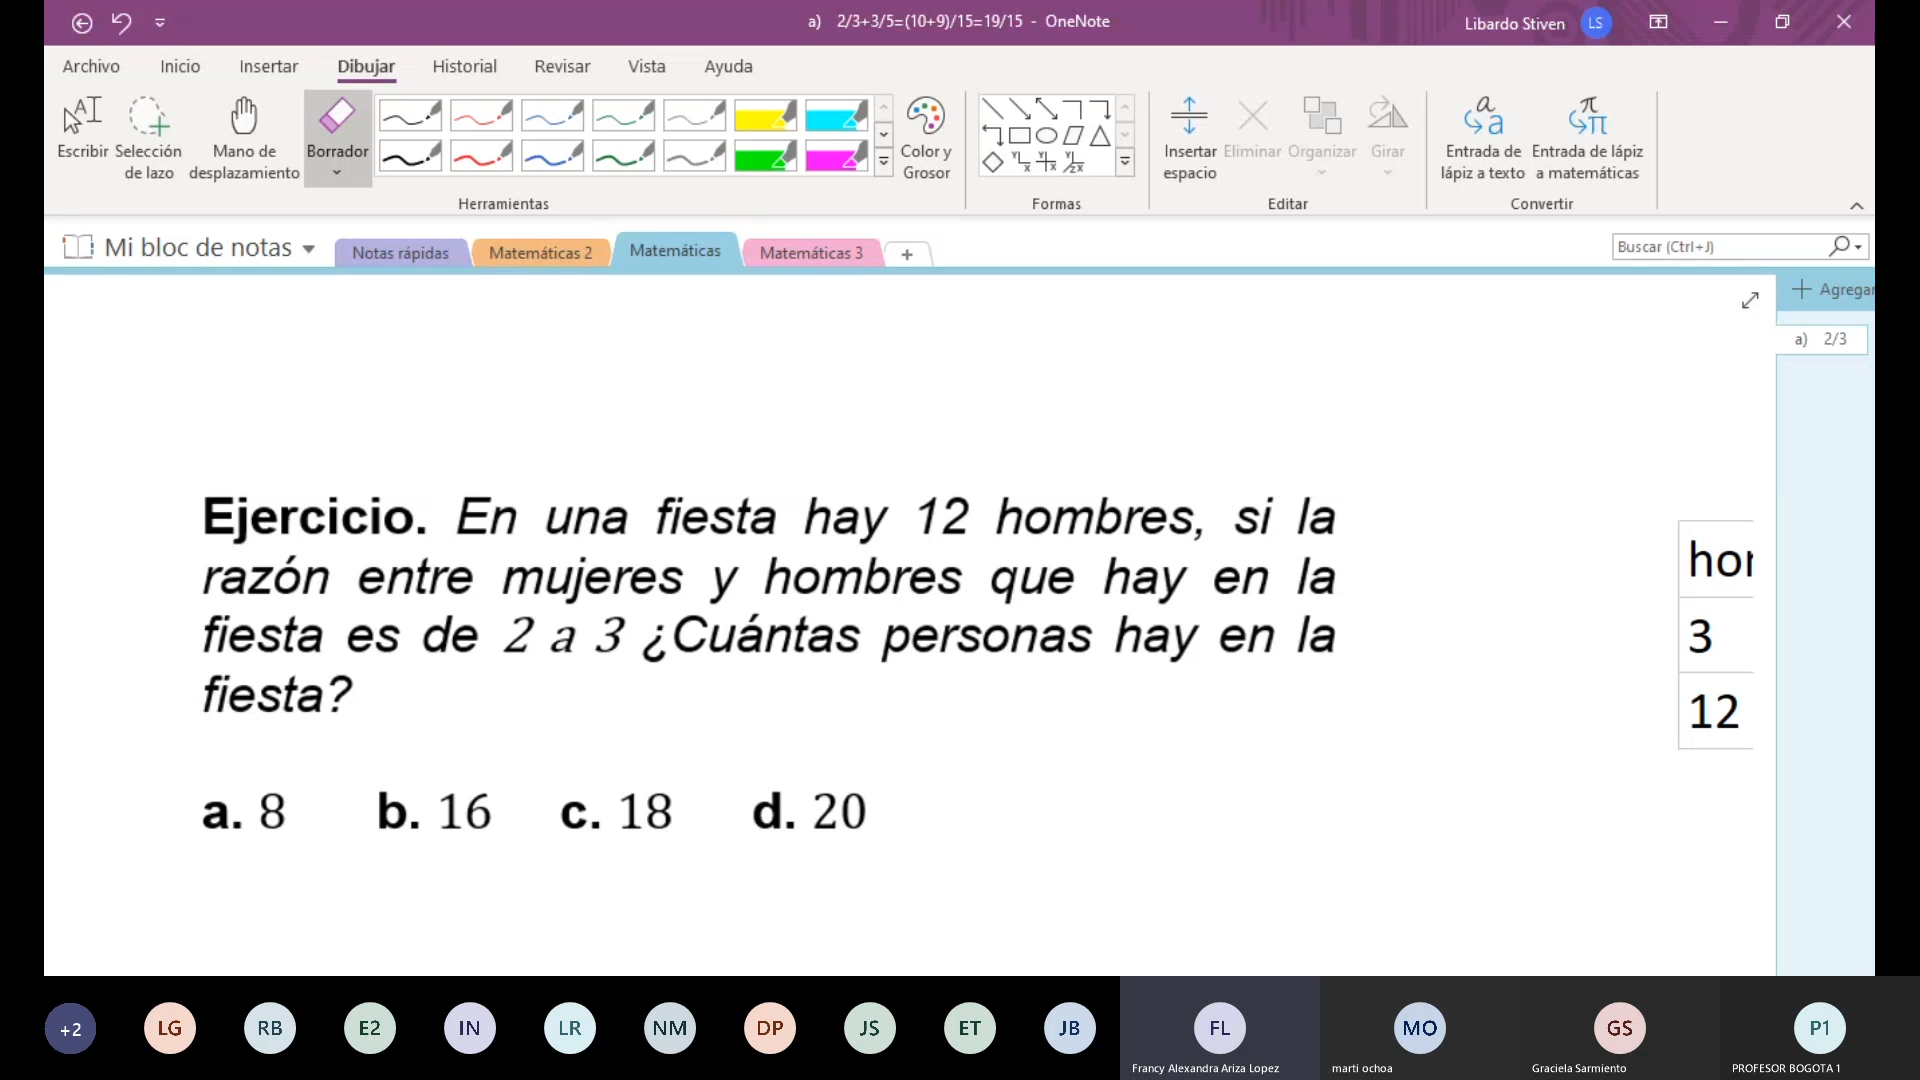 a) 2/3+3/5=(10+9)/15=19/15 - OneNote
Libardo Stiven LS
Archivo Inicio Insertar Dibujar Historial Revisar Vista Ayuda
Escribir
Selección de lazo
Mano de desplazamiento
Borrador
Color y Grosor
Insertar espacio
Eliminar
Organizar
Girar
Entrada de lápiz a texto
Entrada de lápiz a matemáticas
Herramientas Formas Editar Convertir
Mi bloc de notas
Notas rápidas Matemáticas 2 Matemáticas Matemáticas 3 +
Buscar (Ctrl+J)
a) 2/3
Ejercicio. En una fiesta hay 12 hombres, si la
razón entre mujeres y hombres que hay en la
fiesta es de 2 a 3 ¿Cuántas personas hay en la
fiesta?
a. 8 b. 16 c. 18 d. 20
3
12
+2 LG RB E2 IN LR NM DP JS ET JB FL MO GS P1
Francy Alexandra Ariza Lopez marti ochoa Graciela Sarmiento PROFESOR BOGOTA 1